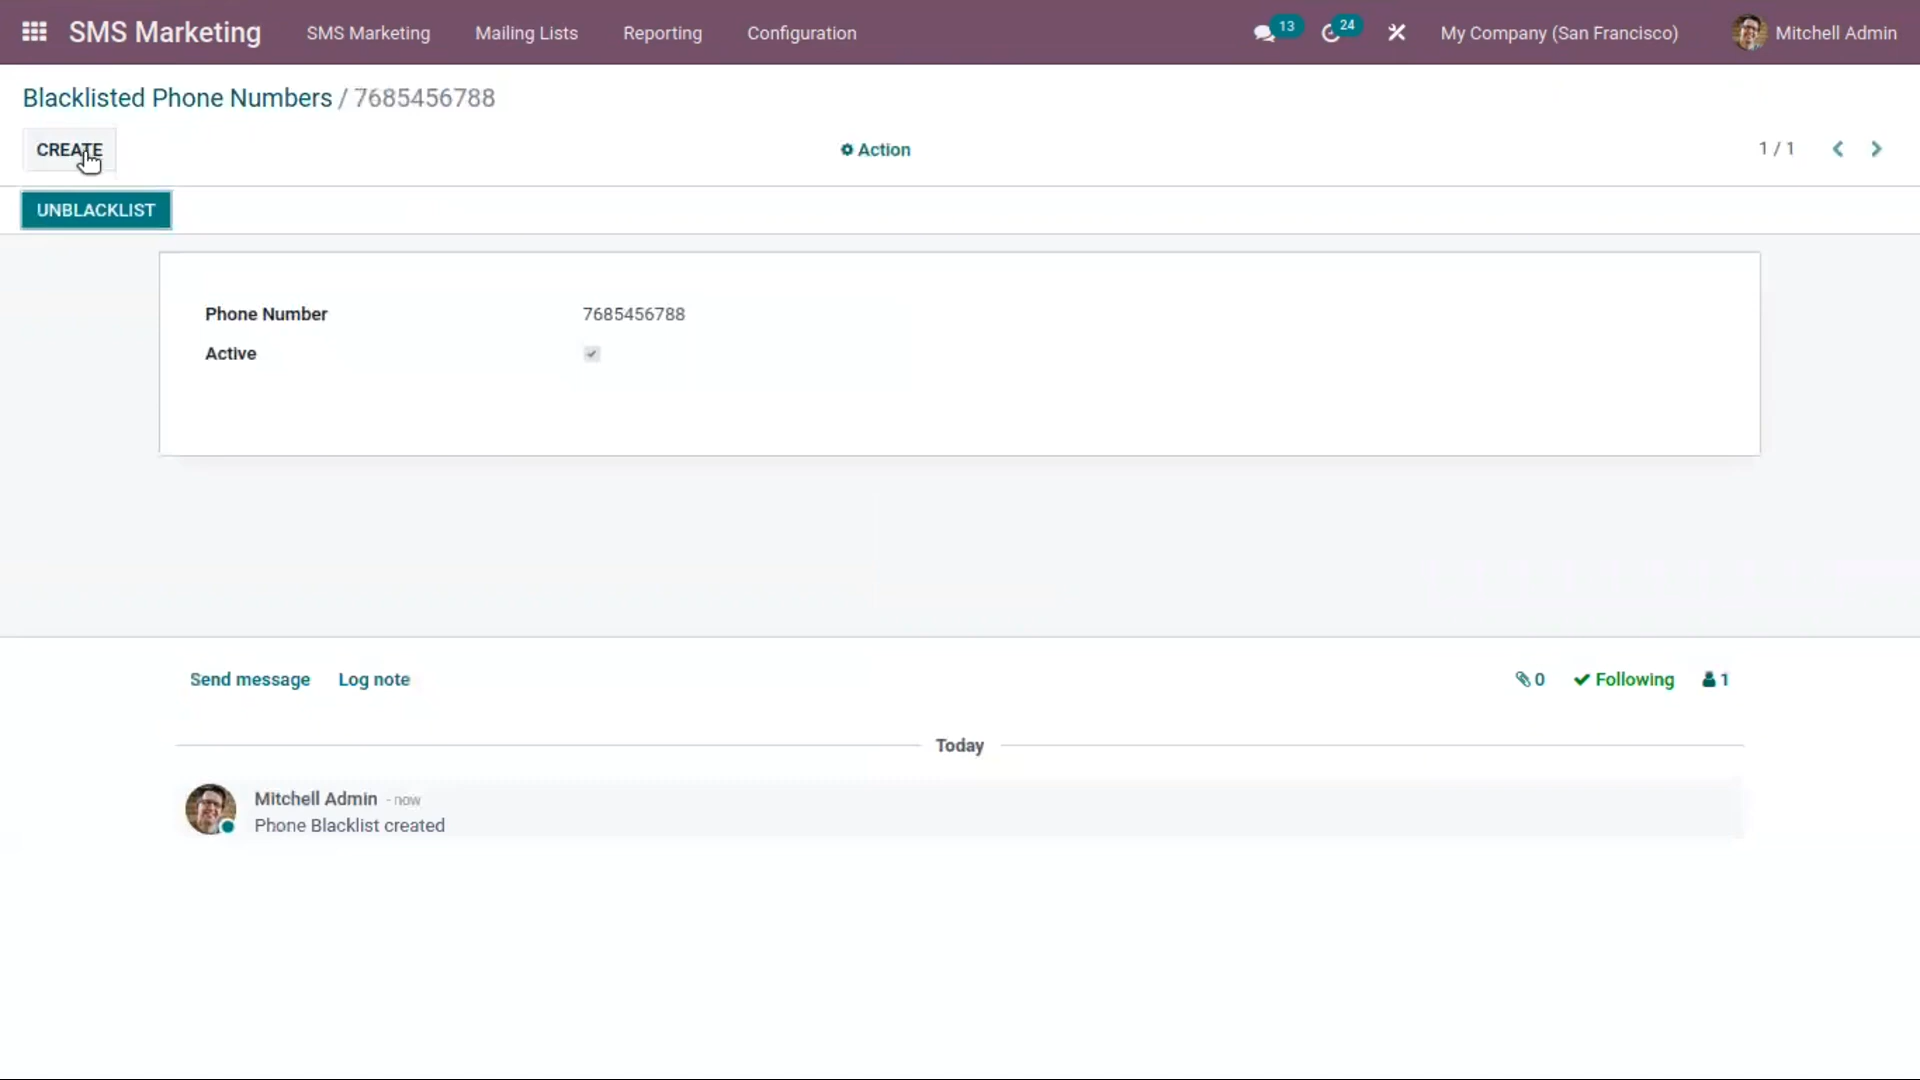 SMS Marketing SMS Marketing Mailing Lists Reporting Configuration 13 24 My Company (San Francisco) Mitchell Admin
Blacklisted Phone Numbers / 7685456788
CREATE Action 1 / 1
UNBLACKLIST
Phone Number 7685456788
Active
Send message Log note 0 Following 1
Today
Mitchell Admin - now
Phone Blacklist created